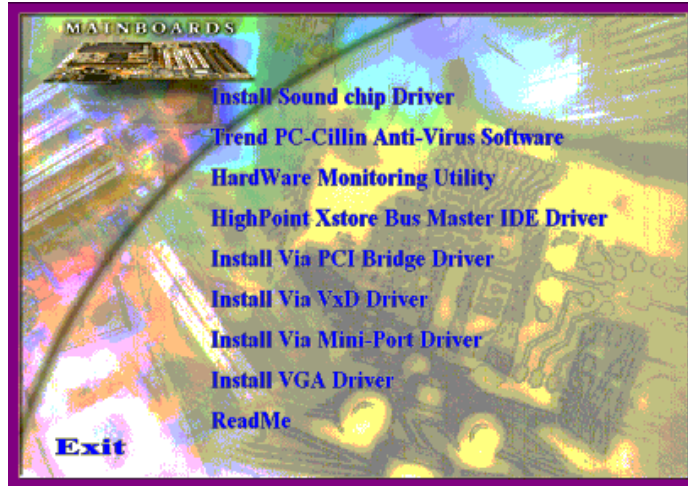 MAINBOARDS
Install Sound chip Driver
Trend PC-Cillin Anti-Virus Software
HardWare Monitoring Utility
HighPoint Xstore Bus Master IDE Driver
Install Via PCI Bridge Driver
Install Via VxD Driver
Install Via Mini-Port Driver
Install VGA Driver
ReadMe
Exit